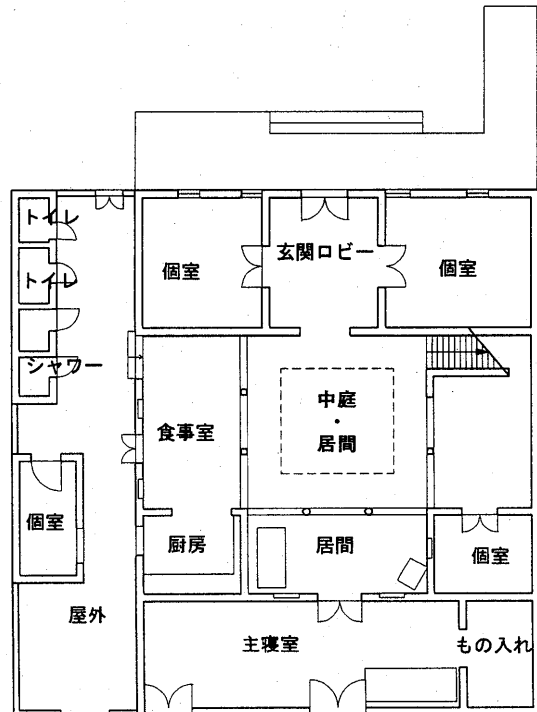 トイレ
玄関ロビー
個室
個室
トイレ
シャワー
中庭
・
居間
食事室
個室
厨房
居間
個室
屋外
主寝室
もの入れ